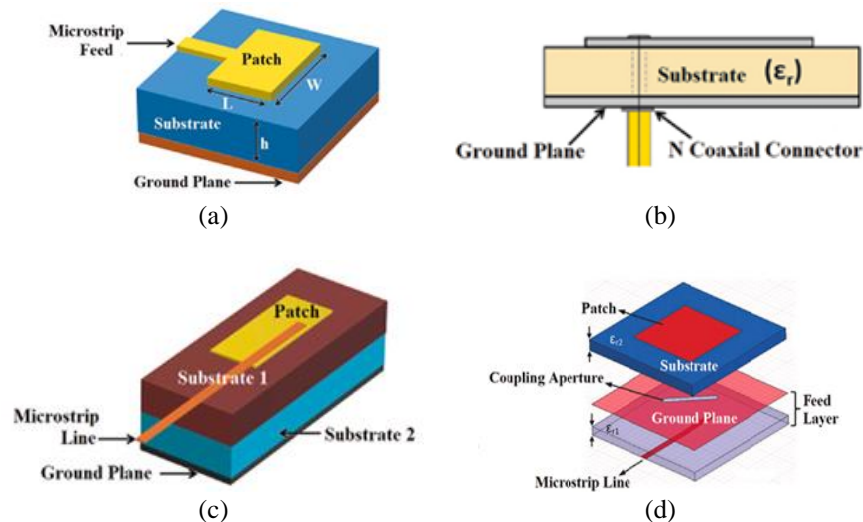 Microstrip
Feed
Patch
W
L
Substrate
h
Ground Plane
(a)
Substrate (εr)
Ground Plane
N Coaxial Connector
(b)
Patch
Substrate 1
Microstrip
Line
Substrate 2
Ground Plane
(c)
Patch
εr2
Substrate
Coupling Aperture
Ground Plane
Feed
Layer
εr1
Microstrip Line
(d)